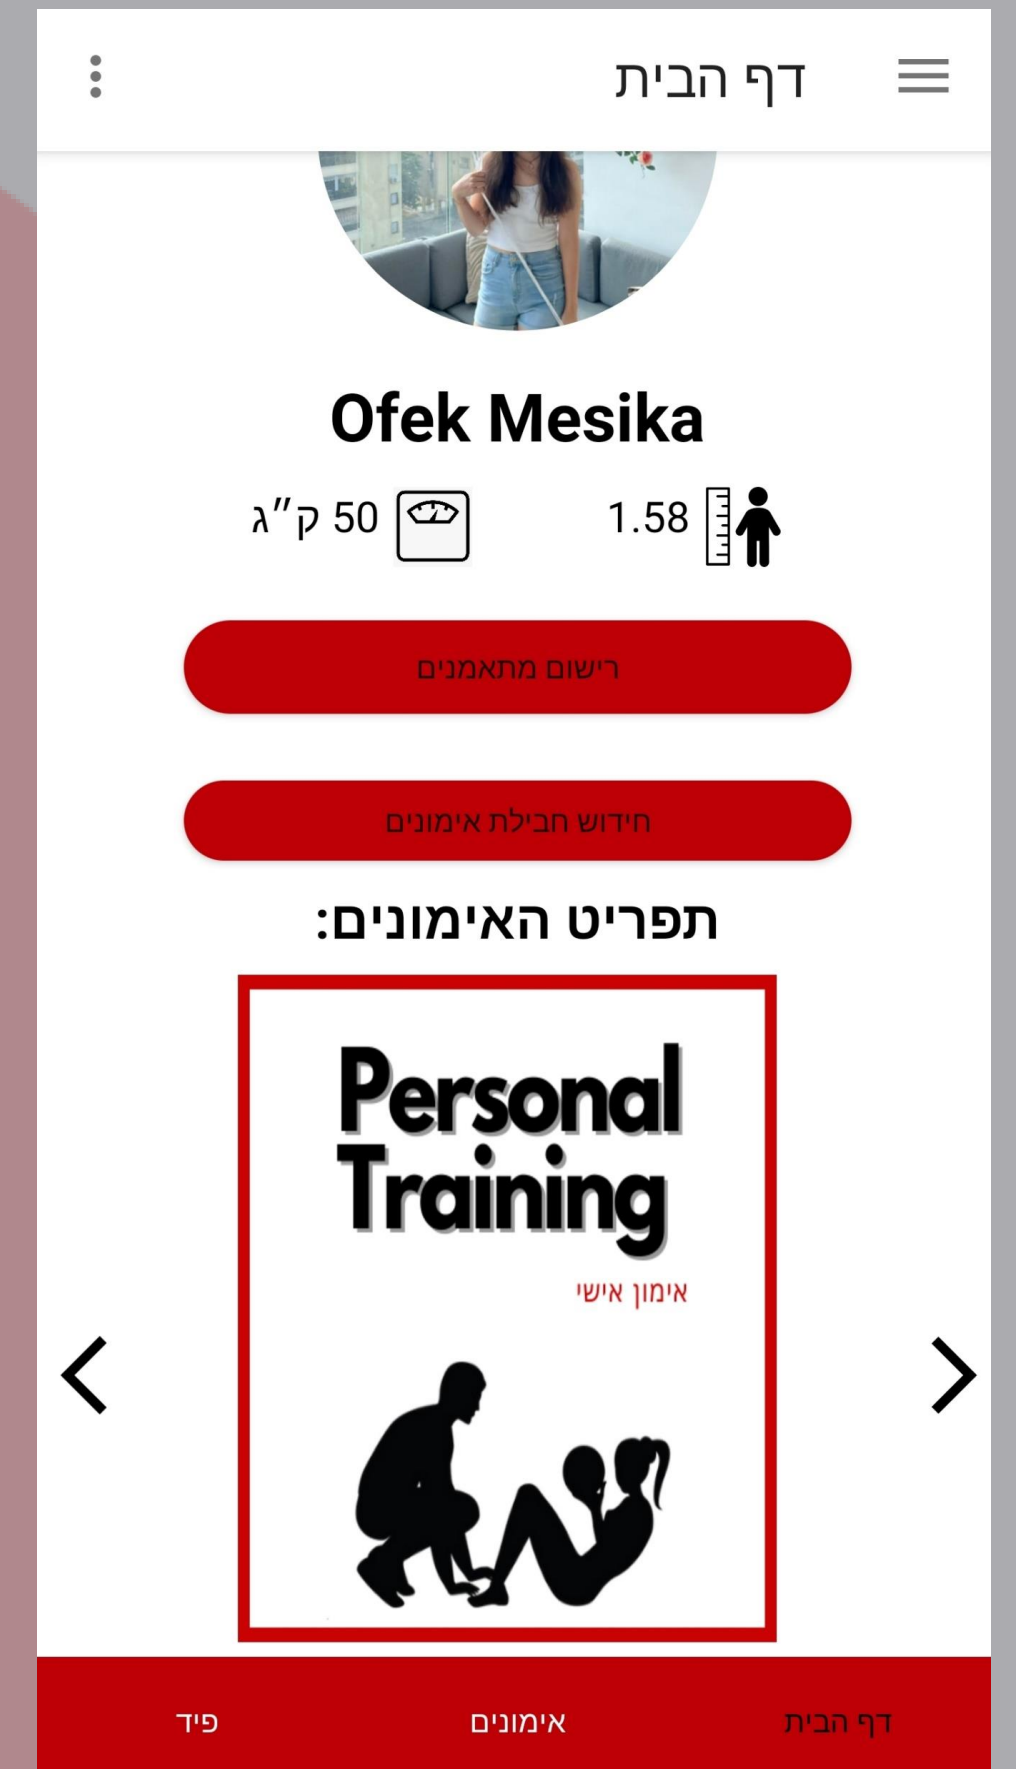 דף הבית
Ofek Mesika
1.58
50 ק״ג
רישום מתאמנים
חידוש חבילת אימונים
תפריט האימונים:
Personal
Training
אימון אישי
דף הבית
אימונים
פיד